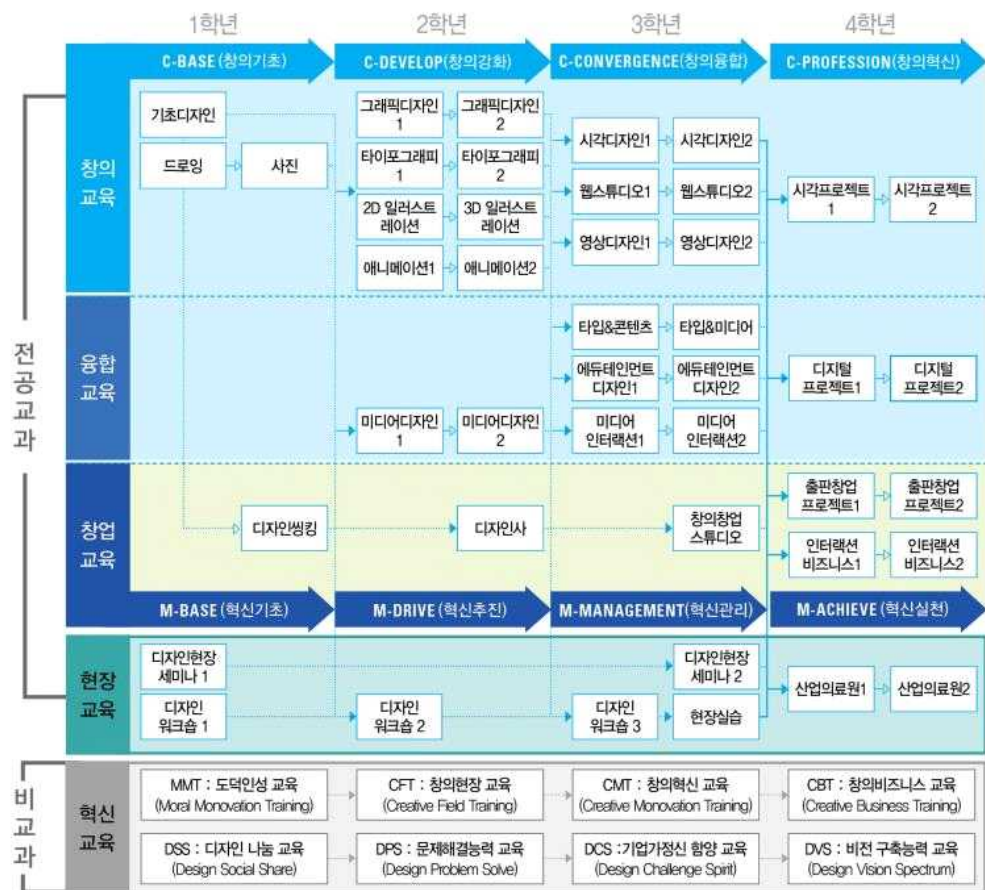 1학년
2학년
3학년
4학년
C-BASE (창의기초)
C-DEVELOP (창의강화)
C-CONVERGENCE(창의융합)
C-PROFESSION(창의혁신)
전공교과
창의
교육
기초디자인
드로잉
사진
그래픽디자인
1
그래픽디자인
2
타이포그래피
1
타이포그래피
2
2D 일러스트
레이션
3D 일러스트
레이션
애니메이션1
애니메이션2
시각디자인1
시각디자인2
웹스튜디오1
웹스튜디오2
영상디자인1
영상디자인2
시각프로젝트
1
시각프로젝트
2
융합
교육
미디어디자인
1
미디어디자인
2
타입&콘텐츠
타입&미디어
에듀테인먼트
디자인1
에듀테인먼트
디자인2
미디어
인터랙션1
미디어
인터랙션2
디지털
프로젝트1
디지털
프로젝트2
창업
교육
디자인씽킹
디자인사
창의창업
스튜디오
출판창업
프로젝트1
출판창업
프로젝트2
인터랙션
비즈니스1
인터랙션
비즈니스2
M-BASE (혁신기초)
M-DRIVE (혁신추진)
M-MANAGEMENT(혁신관리)
M-ACHIEVE (혁신실천)
현장
교육
디자인현장
세미나 1
디자인현장
세미나 2
디자인
워크숍 1
디자인
워크숍 2
디자인
워크숍 3
현장실습
산업의료원1
산업의료원2
비교과
혁신
교육
MMT : 도덕인성 교육
(Moral Monovation Training)
CFT : 창의현장 교육
(Creative Field Training)
CMT : 창의혁신 교육
(Creative Monovation Training)
CBT : 창의비즈니스 교육
(Creative Business Training)
DSS : 디자인 나눔 교육
(Design Social Share)
DPS : 문제해결능력 교육
(Design Problem Solve)
DCS :기업가정신 함양 교육
(Design Challenge Spirit)
DVS : 비전 구축능력 교육
(Design Vision Spectrum)